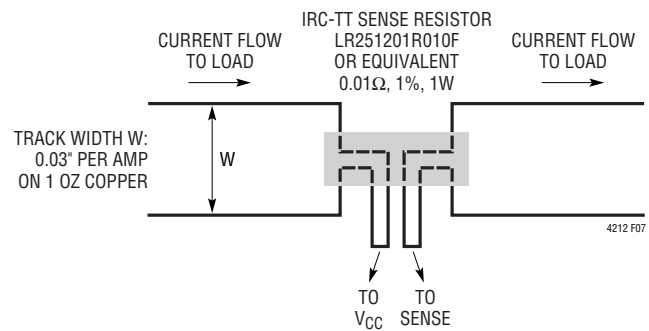 IRC-TT SENSE RESISTOR
LR251201R010F
OR EQUIVALENT
0.01Ω, 1%, 1W
CURRENT FLOW
TO LOAD
CURRENT FLOW
TO LOAD
TRACK WIDTH W:
0.03" PER AMP
ON 1 OZ COPPER
W
4212 F07
TO
VCC
TO
SENSE